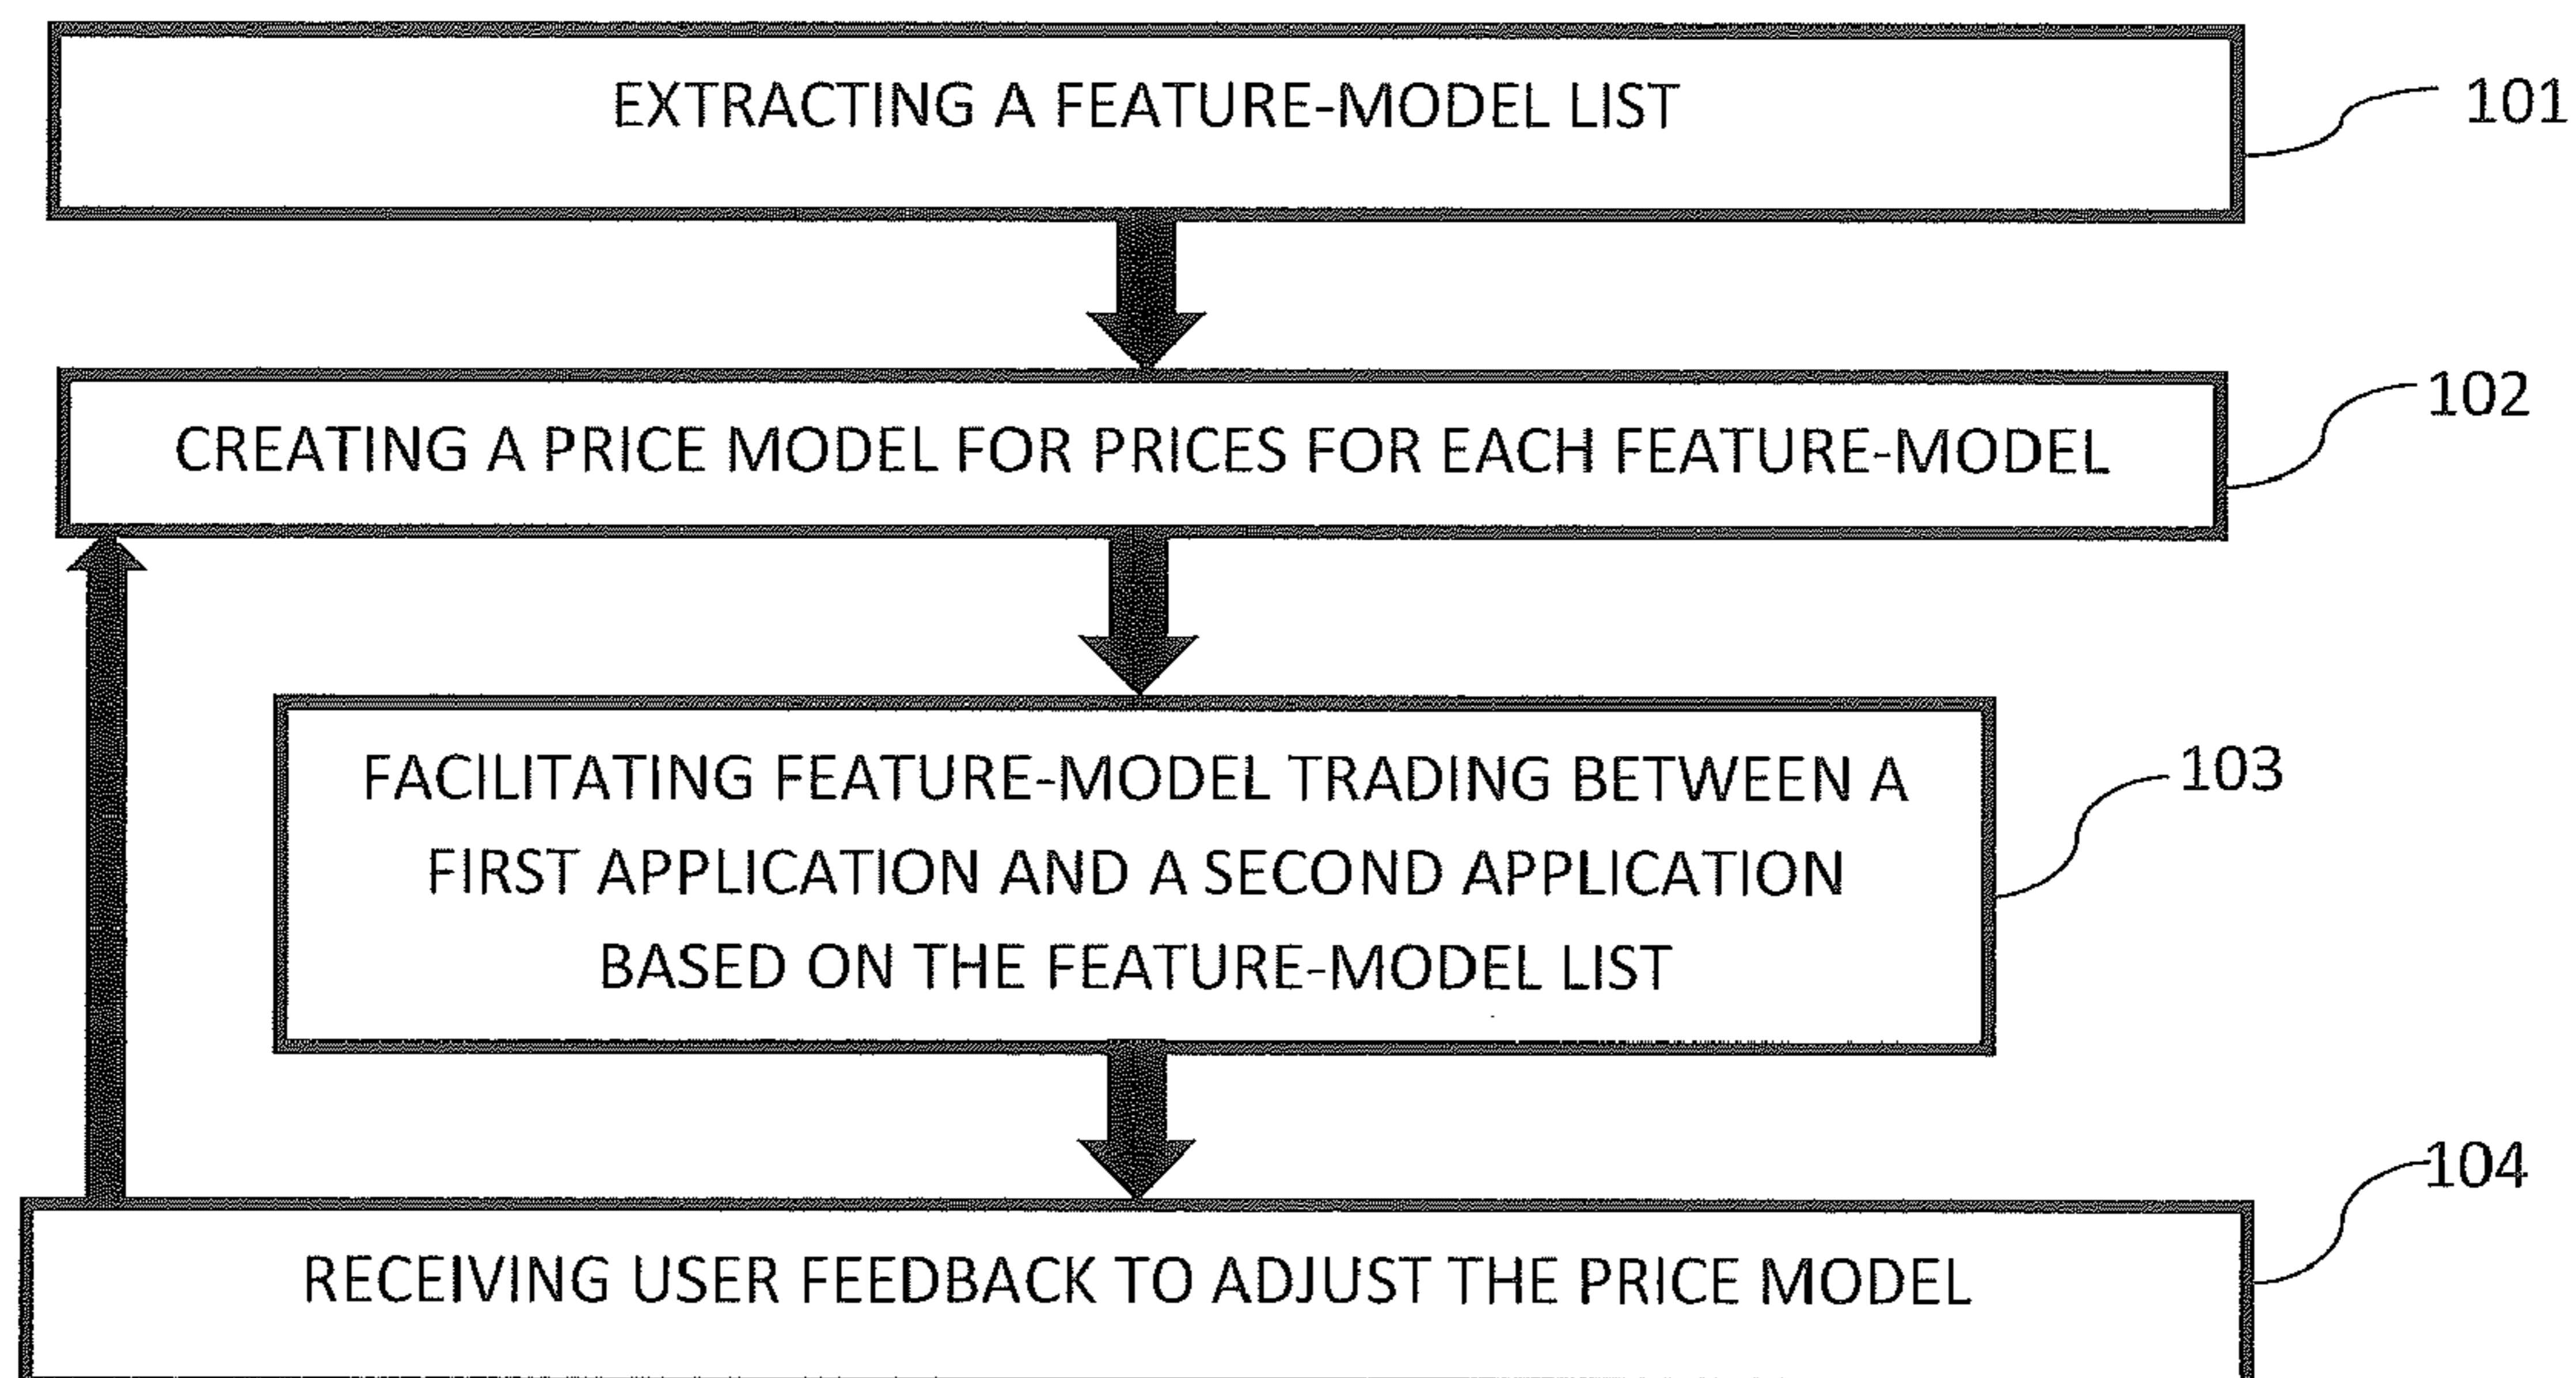 EXTRACTING A FEATURE-MODEL LIST
101
CREATING A PRICE MODEL FOR PRICES FOR EACH FEATURE-MODEL
102
FACILITATING FEATURE-MODEL TRADING BETWEEN A
FIRST APPLICATION AND A SECOND APPLICATION
BASED ON THE FEATURE-MODEL LIST
103
RECEIVING USER FEEDBACK TO ADJUST THE PRICE MODEL
104